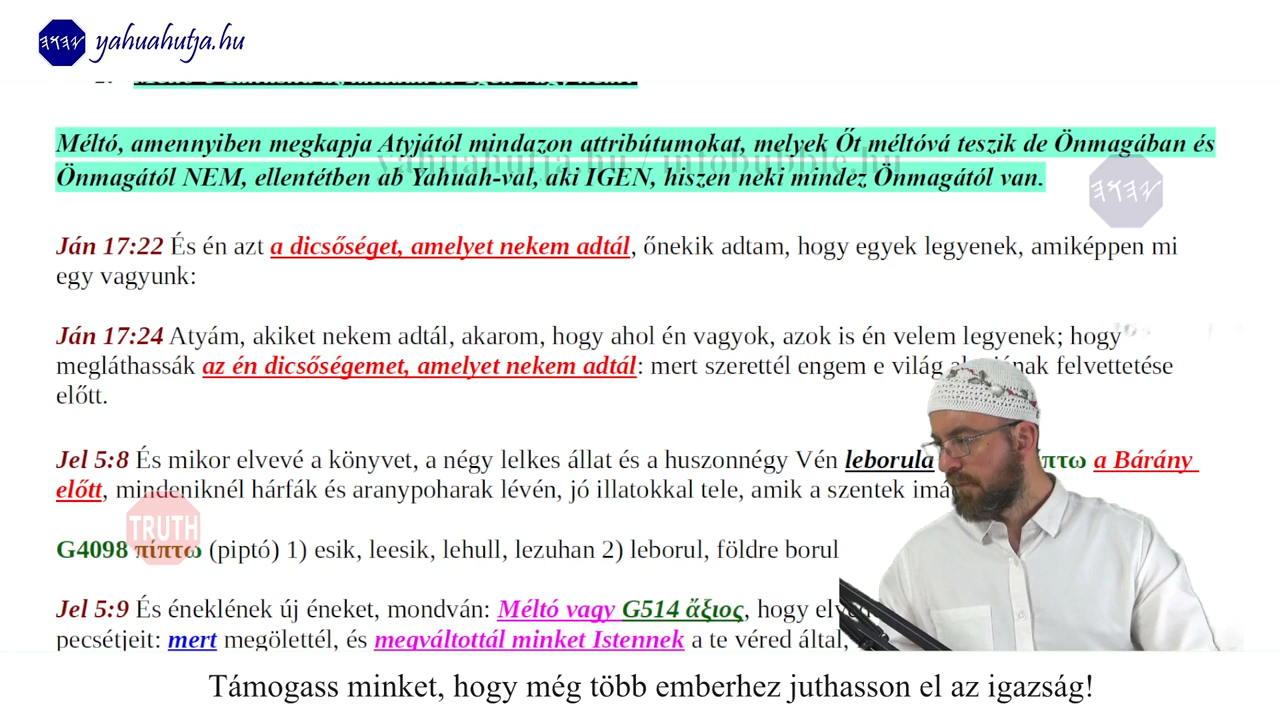 yahuahutja.hu
Méltó, amennyiben megkapja Atyjától mindazon attribútumokat, melyek Őt méltóvá teszik de Önmagában és
yahuahutja.hu / infobubble.hu
Önmagától NEM, ellentétben ab Yahuah-val, aki IGEN, hiszen neki mindez Önmagától van.
Ján 17:22 És én azt a dicsőséget, amelyet nekem adtál, őnekik adtam, hogy egyek legyenek, amiképpen mi
egy vagyunk:
Ján 17:24 Atyám, akiket nekem adtál, akarom, hogy ahol én vagyok, azok is én velem legyenek; hogy
megláthassák az én dicsőségemet, amelyet nekem adtál: mert szerettél engem e világ felvettetése
előtt.
Jel 5:8 És mikor elvevé a könyvet, a négy lelkes állat és a huszonnégy Vén leborula a Bárány
előtt, mindeniknél hárfák és aranypoharak lévén, jó illatokkal tele, amik a szentek
TRUTH
G4098 πίπτω (piptó) 1) esik, leesik, lehull, lezuhan 2) leborul, földre borul
Jel 5:9 És éneklének új éneket, mondván: Méltó vagy G514 ἄξιος, hogy
pecsétjeit: mert megölettél, és megváltottál minket Istennek a te véred által,
Támogass minket, hogy még több emberhez juthasson el az igazság!